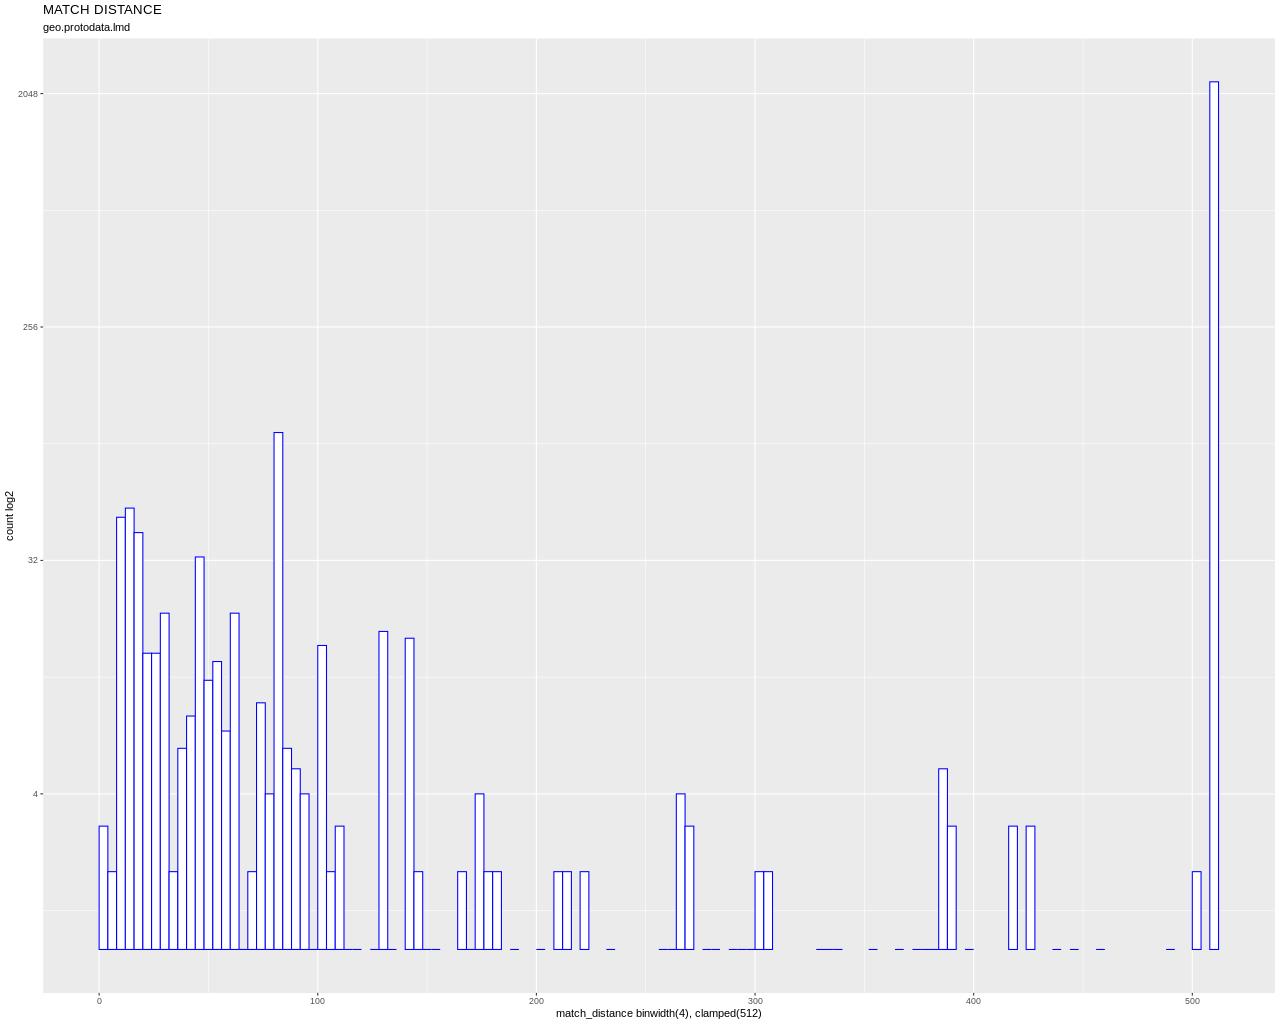 MATCH DISTANCE
geo.protodata.lmd
2048
256
32
4
count log2
0 100 200 300 400 500
match_distance binwidth(4), clamped(512)